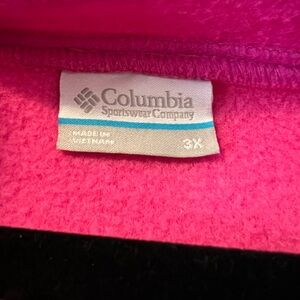 Columbia
Sportswear Company
MADE IN
VIETNAM
3X